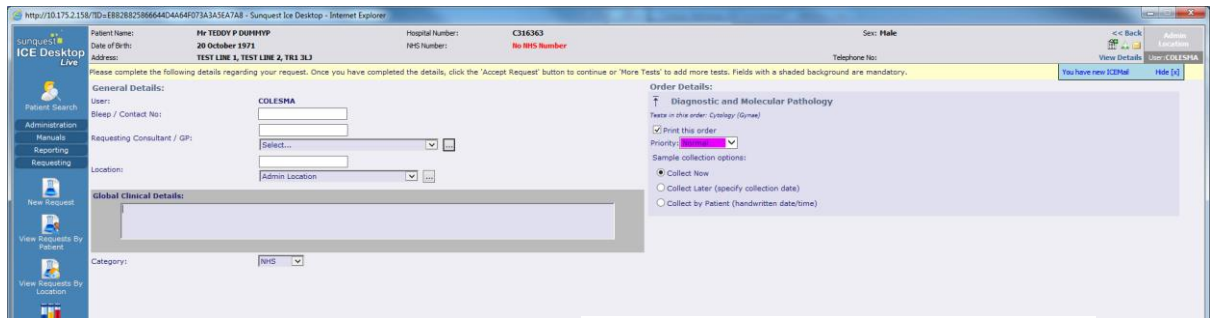 http://10.175.2.158/?ID=EBB2B825866644D4A64F073A3A5EA7A8 - Sunquest Ice Desktop - Internet Explorer
sunquest
ICE Desktop
Live
Patient Name: Mr TEDDY P DUMMYP Hospital Number: C316363 Sex: Male << Back
Date of Birth: 20 October 1971 NHS Number: No NHS Number
Address: TEST LINE 1, TEST LINE 2, TR1 3LJ Telephone No: View Details
Admin Location
User:COLESMA
Please complete the following details regarding your request. Once you have completed the details, click the 'Accept Request' button to continue or 'More Tests' to add more tests. Fields with a shaded background are mandatory.
You have new ICEMail Hide [x]
Patient Search
Administration
Manuals
Reporting
Requesting
New Request
View Requests By Patient
View Requests By Location
General Details:
User: COLESMA
Bleep / Contact No:
Requesting Consultant / GP:
Select...
...
Location:
Admin Location
...
Global Clinical Details:
Category: NHS
Order Details:
Diagnostic and Molecular Pathology
Tests in this order: Cytology (Gynae)
Print this order
Priority: Normal
Sample collection options:
Collect Now
Collect Later (specify collection date)
Collect by Patient (handwritten date/time)